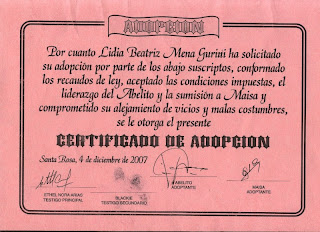 ADOPCION
Por cuanto Lidia Beatriz Mena Gurini ha solicitado
su adopción por parte de los abajo suscriptos, conformado
los recaudos de ley, aceptado las condiciones impuestas, el
liderazgo del Abelito y la sumisión a Maisa y
comprometido su alejamiento de vicios y malas costumbres,
se le otorga el presente
CERTIFICADO DE ADOPCION
Santa Rosa, 4 de diciembre de 2007
ETHEL NORA ARIAS
TESTIGO PRINCIPAL
BLACKIE
TESTIGO SECUNDARIO
ABELITO
ADOPTANTE
MAISA
ADOPTANTE